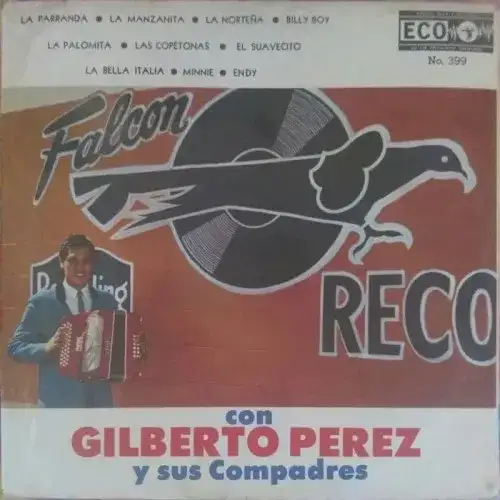 LA PARRANDA • LA MANZANITA • LA NORTEÑA • BILLY BOY
LA PALOMITA • LAS COPETONAS • EL SUAVECITO
LA BELLA ITALIA • MINNIE • ENDY
ECO
No. 399
Falcon
RECO
con
GILBERTO PEREZ
y sus Compadres